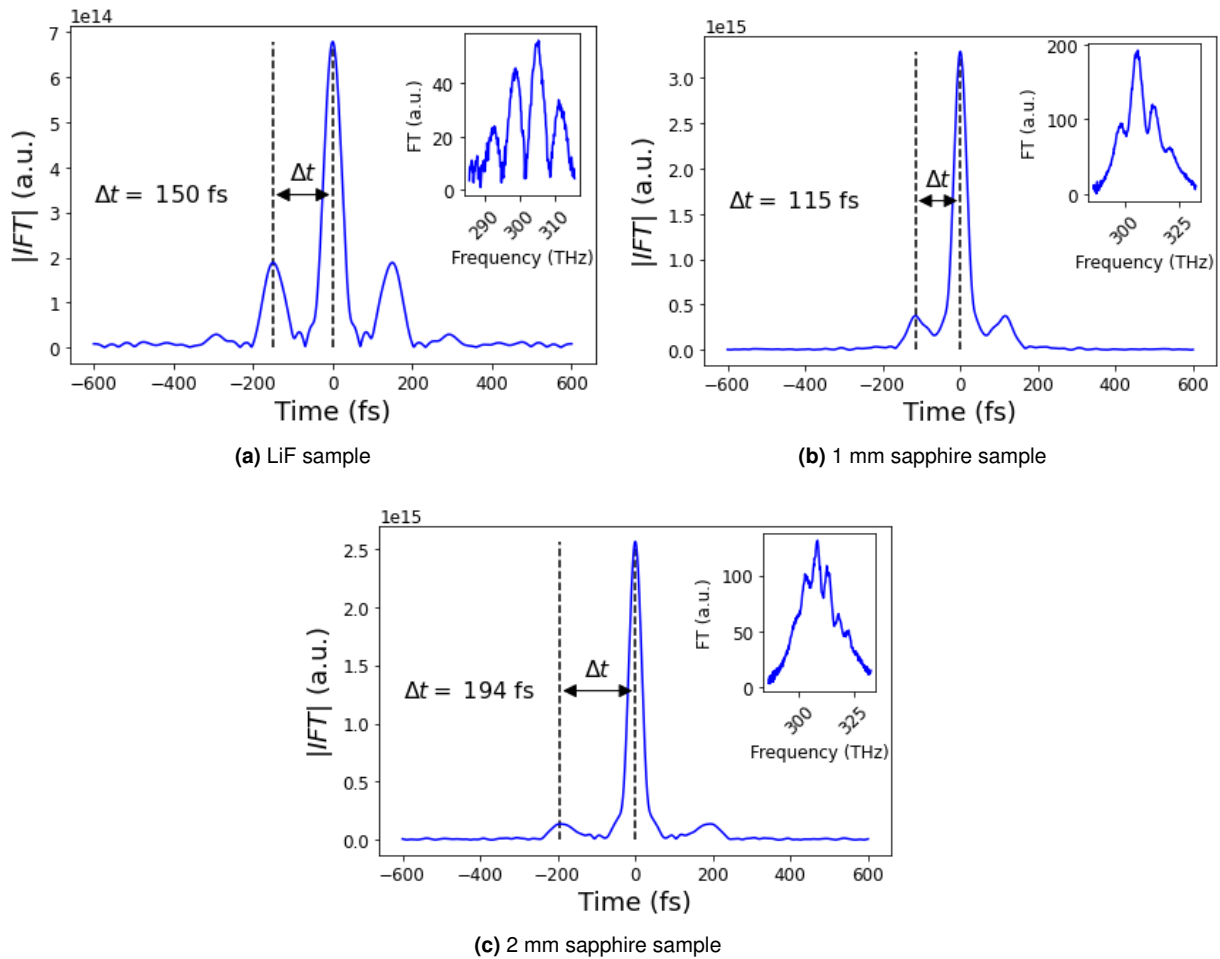 1e14
|IFT| (a.u.)
7
6
5
4
3
2
1
0
−600 −400 −200 0 200 400 600
Time (fs)
Δt = 150 fs
Δt
FT (a.u.)
40
20
0
290 300 310
Frequency (THz)
(a) LiF sample
1e15
|IFT| (a.u.)
3.0
2.5
2.0
1.5
1.0
0.5
0.0
−600 −400 −200 0 200 400 600
Time (fs)
Δt = 115 fs
Δt
FT (a.u.)
200
100
0
300 325
Frequency (THz)
(b) 1 mm sapphire sample
1e15
|IFT| (a.u.)
2.5
2.0
1.5
1.0
0.5
0.0
−600 −400 −200 0 200 400 600
Time (fs)
Δt = 194 fs
Δt
FT (a.u.)
100
50
0
300 325
Frequency (THz)
(c) 2 mm sapphire sample